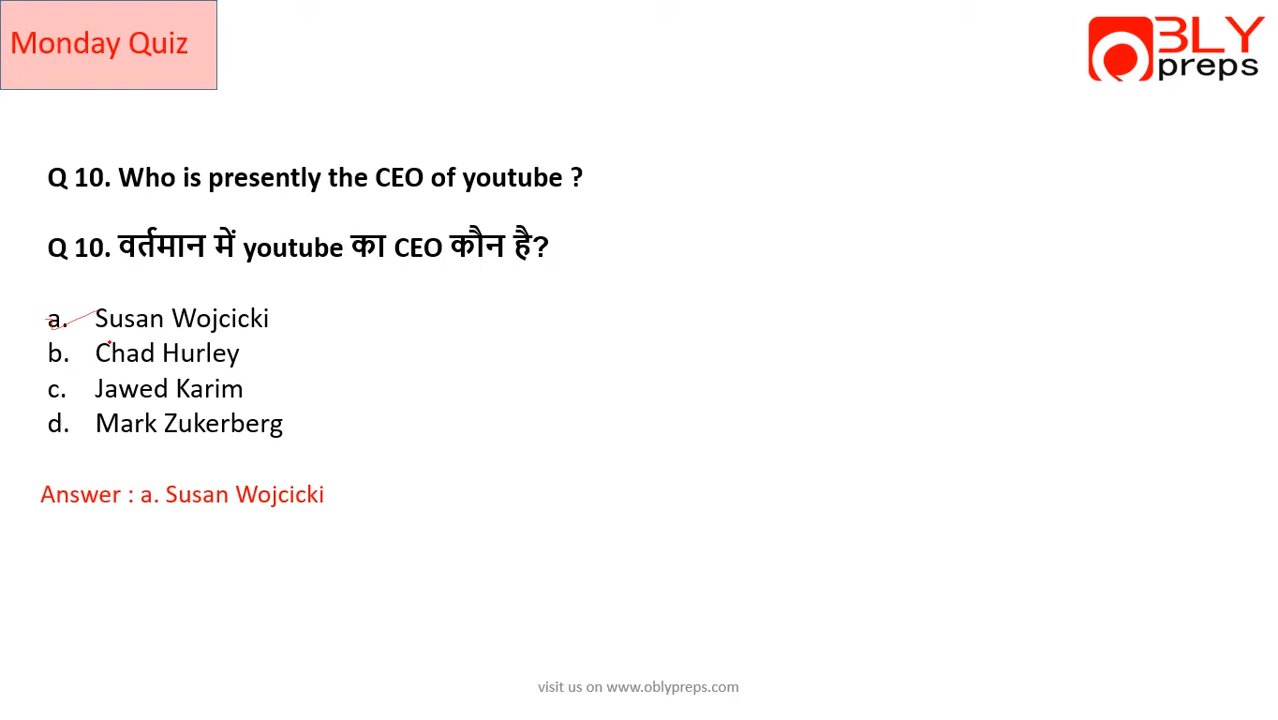 Monday Quiz
OBLY
preps
Q 10. Who is presently the CEO of youtube ?
Q 10. वर्तमान में youtube का CEO कौन है?
a. Susan Wojcicki
b. Chad Hurley
c. Jawed Karim
d. Mark Zukerberg
Answer : a. Susan Wojcicki
visit us on www.oblypreps.com